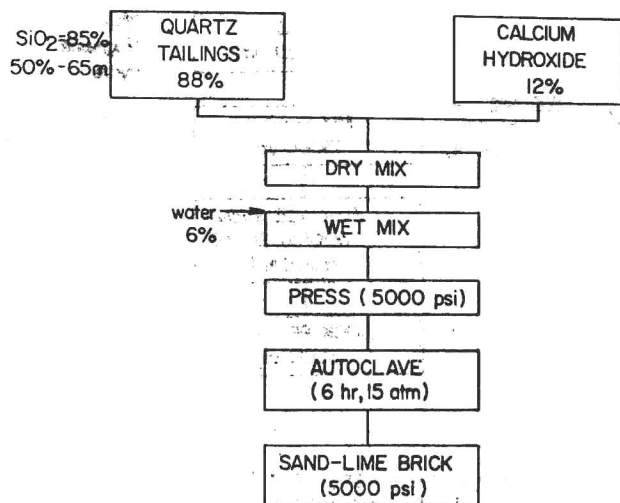 SiO2=85%
50%-65m
QUARTZ
TAILINGS
88%
CALCIUM
HYDROXIDE
12%
DRY MIX
water
6%
WET MIX
PRESS (5000 psi)
AUTOCLAVE
(6 hr, 15 atm)
SAND-LIME BRICK
(5000 psi)